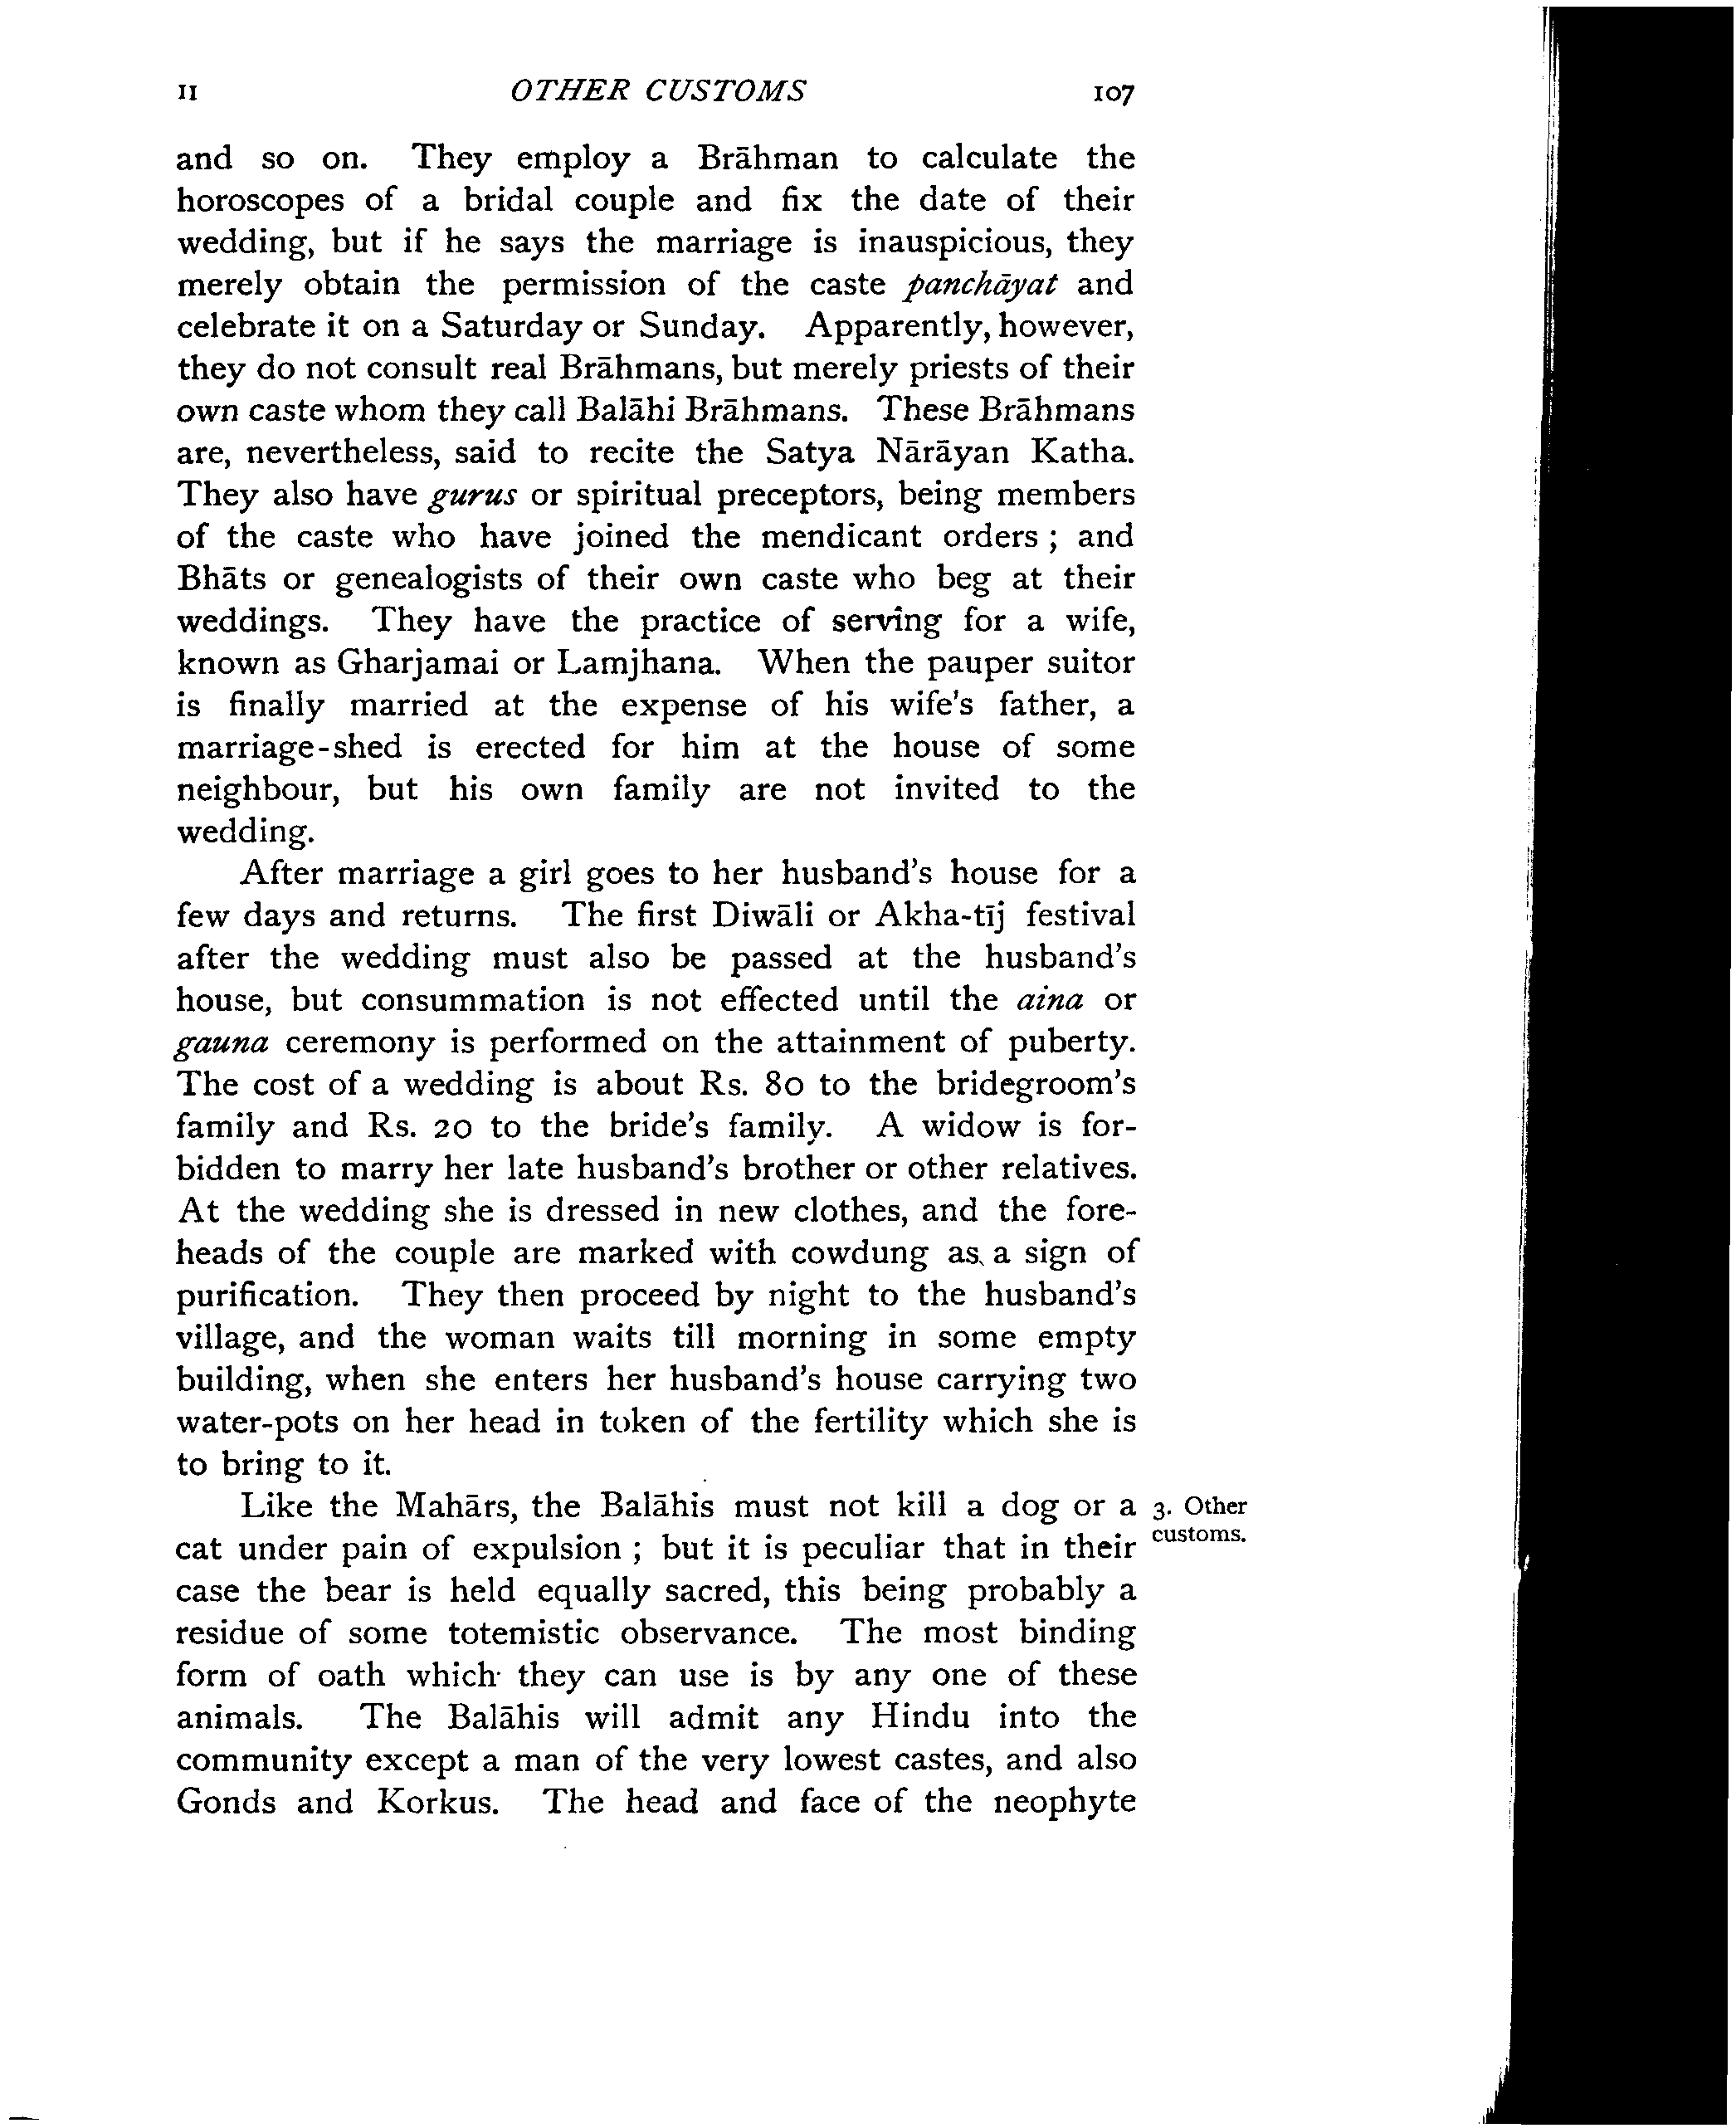 II OTHER CUSTOMS 107
and so on. They employ a Brāhman to calculate the
horoscopes of a bridal couple and fix the date of their
wedding, but if he says the marriage is inauspicious, they
merely obtain the permission of the caste panchāyat and
celebrate it on a Saturday or Sunday. Apparently, however,
they do not consult real Brāhmans, but merely priests of their
own caste whom they call Balāhi Brāhmans. These Brāhmans
are, nevertheless, said to recite the Satya Nārāyan Katha.
They also have gurus or spiritual preceptors, being members
of the caste who have joined the mendicant orders ; and
Bhāts or genealogists of their own caste who beg at their
weddings. They have the practice of serving for a wife,
known as Gharjamai or Lamjhana. When the pauper suitor
is finally married at the expense of his wife's father, a
marriage-shed is erected for him at the house of some
neighbour, but his own family are not invited to the
wedding.
After marriage a girl goes to her husband's house for a
few days and returns. The first Diwāli or Akha-tīj festival
after the wedding must also be passed at the husband's
house, but consummation is not effected until the aina or
gauna ceremony is performed on the attainment of puberty.
The cost of a wedding is about Rs. 80 to the bridegroom's
family and Rs. 20 to the bride's family. A widow is for-
bidden to marry her late husband's brother or other relatives.
At the wedding she is dressed in new clothes, and the fore-
heads of the couple are marked with cowdung as a sign of
purification. They then proceed by night to the husband's
village, and the woman waits till morning in some empty
building, when she enters her husband's house carrying two
water-pots on her head in token of the fertility which she is
to bring to it.
Like the Mahārs, the Balāhis must not kill a dog or a
3. Other
customs.
cat under pain of expulsion ; but it is peculiar that in their
case the bear is held equally sacred, this being probably a
residue of some totemistic observance. The most binding
form of oath which they can use is by any one of these
animals. The Balāhis will admit any Hindu into the
community except a man of the very lowest castes, and also
Gonds and Korkus. The head and face of the neophyte